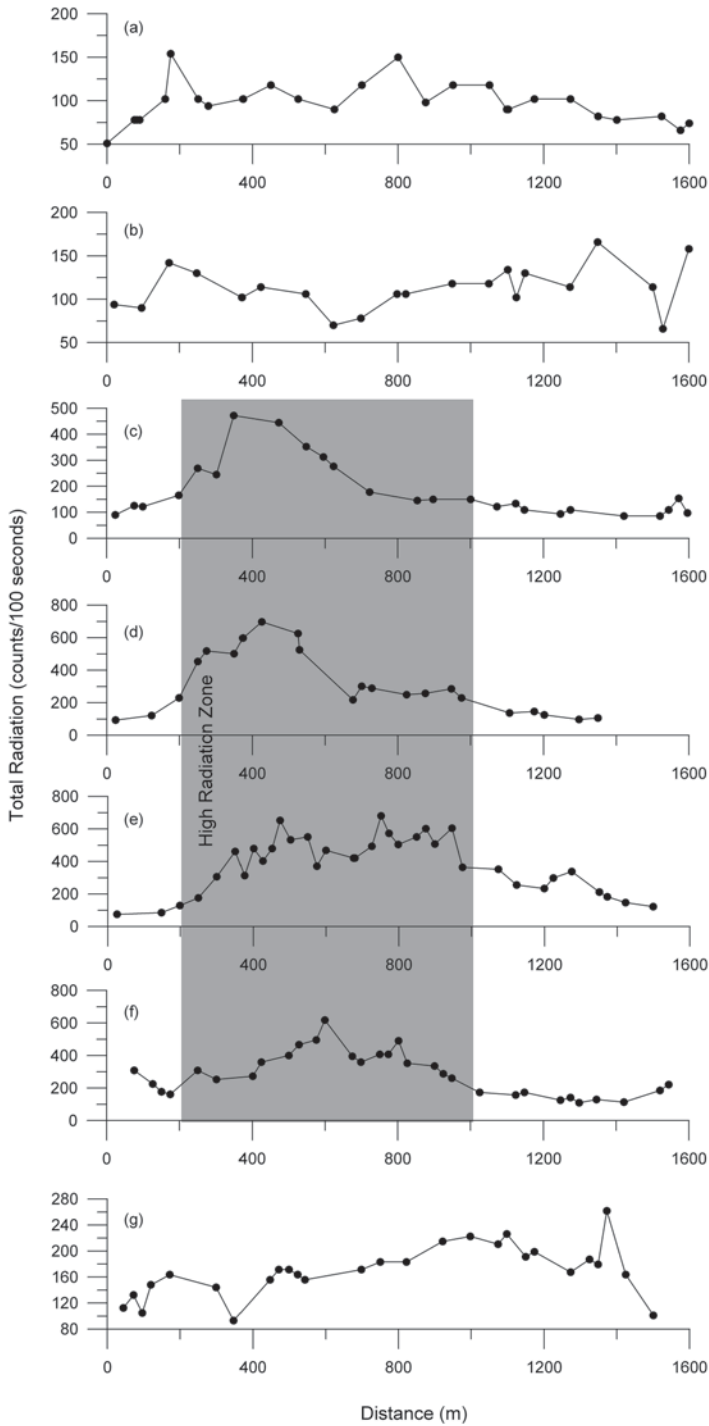 (a)
200
150
100
50
0 400 800 1200 1600
(b)
200
150
100
50
0 400 800 1200 1600
(c)
500
400
300
200
100
0
0 400 800 1200 1600
(d)
800
600
400
200
0
0 400 800 1200 1600
(e)
800
600
400
200
0
0 400 800 1200 1600
(f)
800
600
400
200
0
0 400 800 1200 1600
(g)
280
240
200
160
120
80
0 400 800 1200 1600
High Radiation Zone
Total Radiation (counts/100 seconds)
Distance (m)